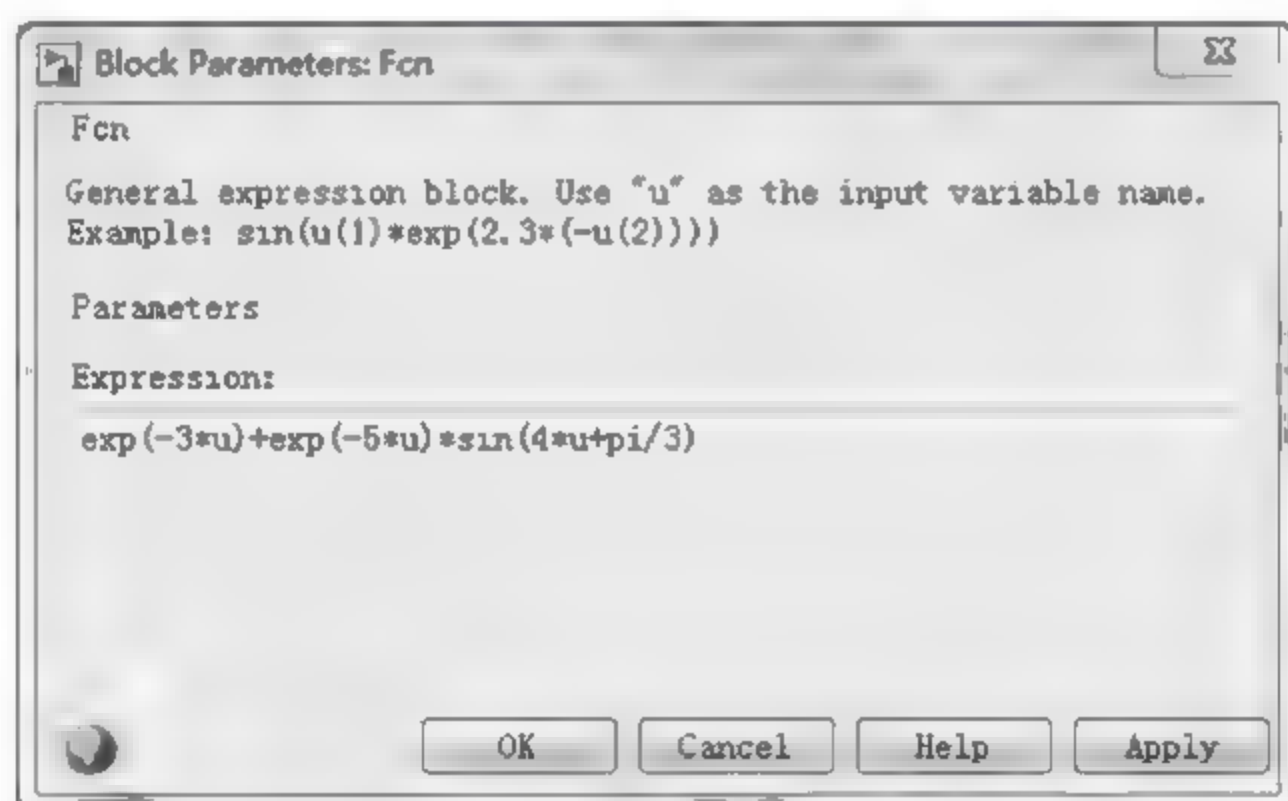 Block Parameters: Fcn
Fcn
General expression block. Use "u" as the input variable name.
Example: sin(u(1)*exp(2.3*(-u(2))))
Parameters
Expression:
exp(-3*u)+exp(-5*u)*sin(4*u+pi/3)
OK Cancel Help Apply